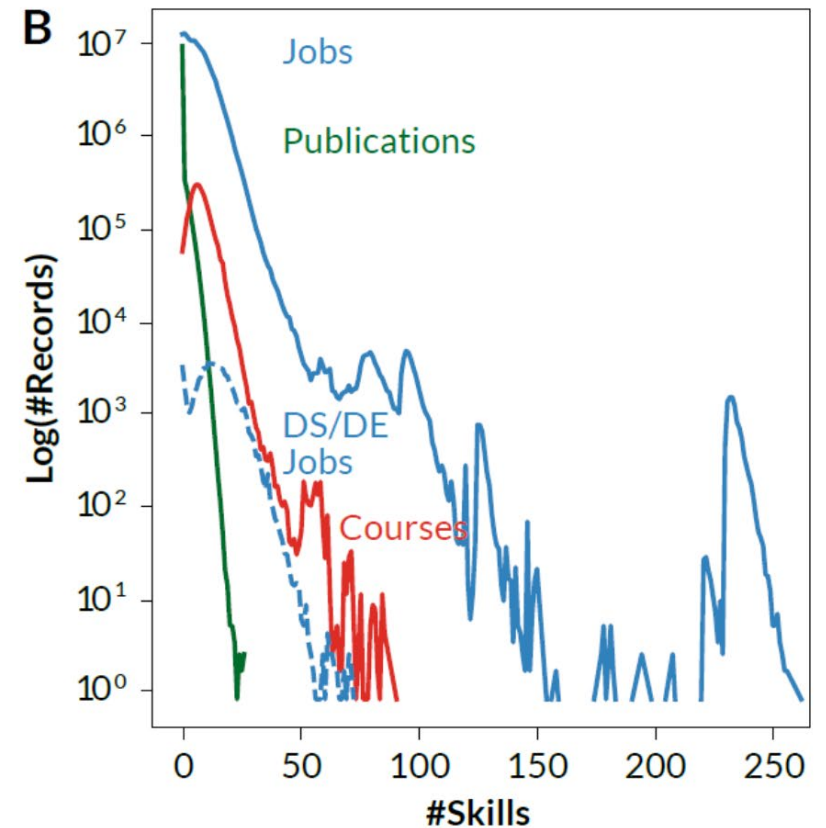 B
10⁷
10⁶
10⁵
10⁴
10³
10²
10¹
10⁰
Log(#Records)
Jobs
Publications
DS/DE
Jobs
Courses
0 50 100 150 200 250
#Skills